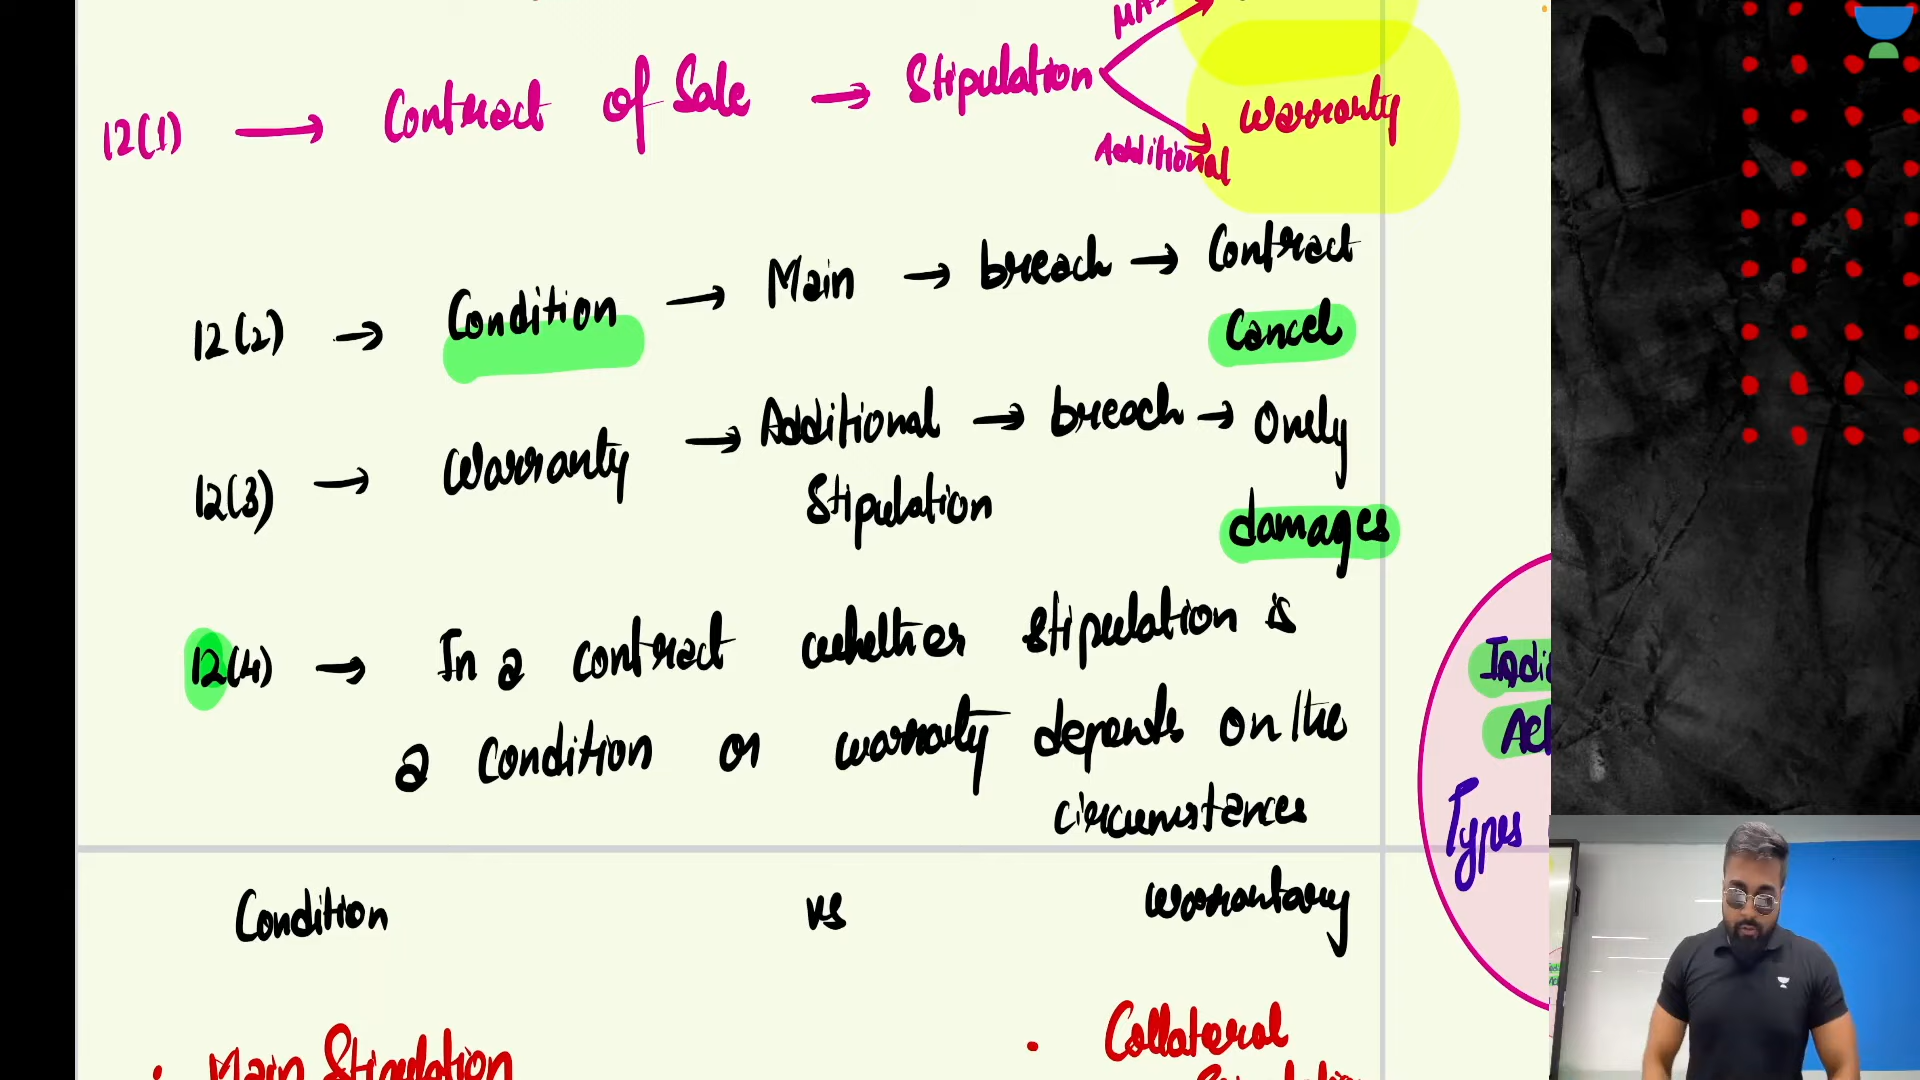 12(1) → Contract of Sale → Stipulation
Warranty
Additional
12(2) → Condition → Main → breach → Contract
Cancel
12(3) → Warranty → Additional → breach → Only
Stipulation
damages
12(4) → In a contract whether stipulation is
a condition or warranty depends on the
circumstances
Types
Condition vs warrantary
• Main Stipulation
• Collateral